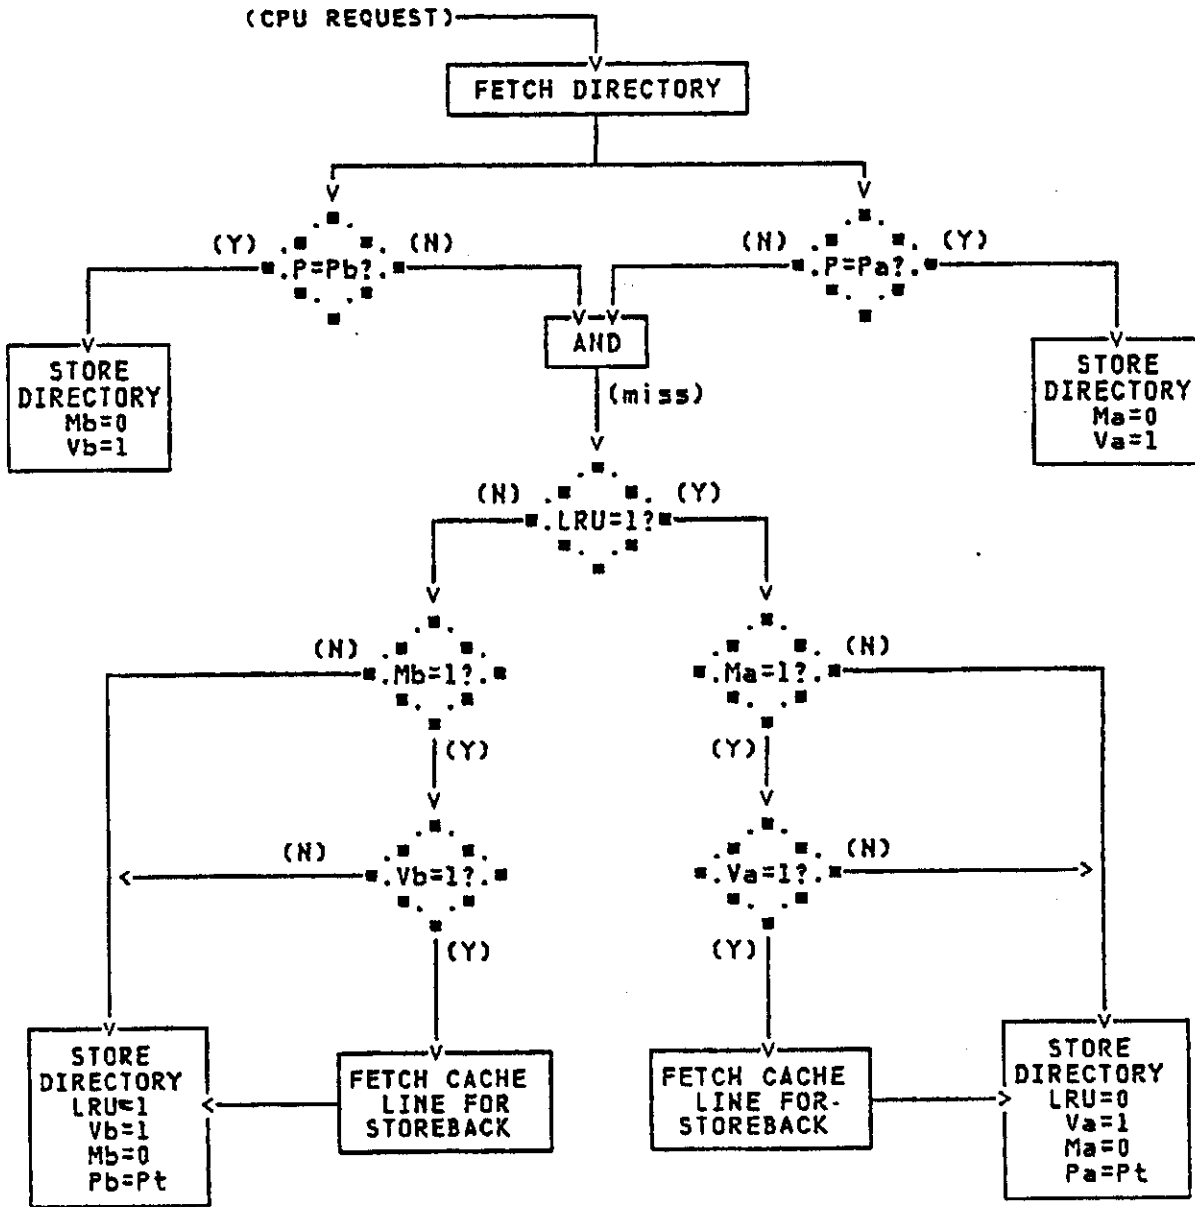 (CPU REQUEST)
FETCH DIRECTORY
(Y)
P=Pb?
(N)
(N)
P=Pa?
(Y)
AND
STORE
DIRECTORY
Mb=0
Vb=1
STORE
DIRECTORY
Ma=0
Va=1
(miss)
(N)
LRU=1?
(Y)
(N)
Mb=1?
(Y)
Ma=1?
(N)
(Y)
(N)
Vb=1?
(Y)
Va=1?
(N)
(Y)
STORE
DIRECTORY
LRU=1
Vb=1
Mb=0
Pb=Pt
FETCH CACHE
LINE FOR
STOREBACK
FETCH CACHE
LINE FOR-
STOREBACK
STORE
DIRECTORY
LRU=0
Va=1
Ma=0
Pa=Pt